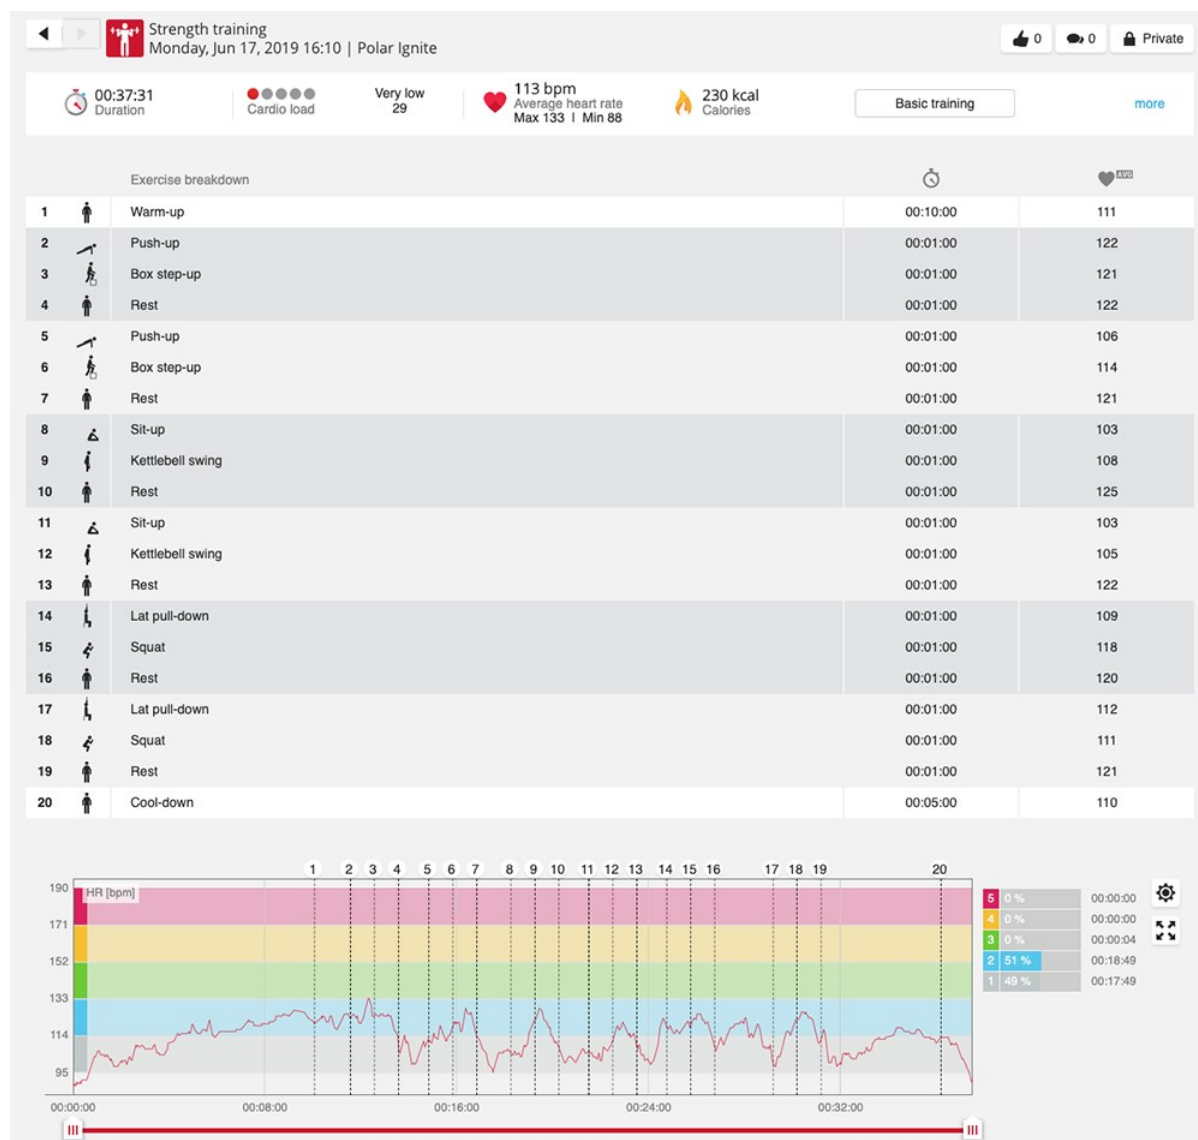 Strength training
Monday, Jun 17, 2019 16:10 | Polar Ignite
0 0 Private
00:37:31
Duration
Cardio load
Very low
29
113 bpm
Average heart rate
Max 133 | Min 88
230 kcal
Calories
Basic training
more
Exercise breakdown AVG
1 Warm-up 00:10:00 111
2 Push-up 00:01:00 122
3 Box step-up 00:01:00 121
4 Rest 00:01:00 122
5 Push-up 00:01:00 106
6 Box step-up 00:01:00 114
7 Rest 00:01:00 121
8 Sit-up 00:01:00 103
9 Kettlebell swing 00:01:00 108
10 Rest 00:01:00 125
11 Sit-up 00:01:00 103
12 Kettlebell swing 00:01:00 105
13 Rest 00:01:00 122
14 Lat pull-down 00:01:00 109
15 Squat 00:01:00 118
16 Rest 00:01:00 120
17 Lat pull-down 00:01:00 112
18 Squat 00:01:00 111
19 Rest 00:01:00 121
20 Cool-down 00:05:00 110
1 2 3 4 5 6 7 8 9 10 11 12 13 14 15 16 17 18 19 20
HR [bpm]
190
171
152
133
114
95
00:00:00 00:08:00 00:16:00 00:24:00 00:32:00
5 0 % 00:00:00
4 0 % 00:00:00
3 0 % 00:00:04
2 51 % 00:18:49
1 49 % 00:17:49